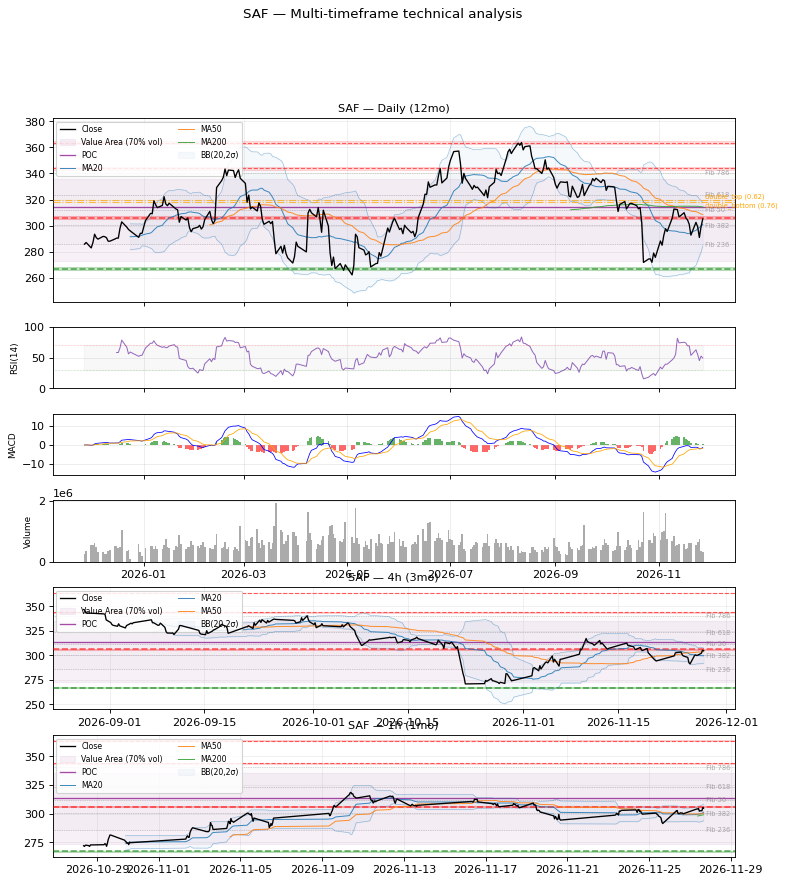 SAF — Multi-timeframe technical analysis
SAF — Daily (12mo)
Close
Value Area (70% vol)
POC
MA20
MA50
MA200
BB(20,2σ)
380
360
340
320
300
280
260
Fib 786
Fib 618
Fib 382
Fib 236
RSI(14)
100
50
0
MACD
10
0
−10
1e6
Volume
2
0
2026-01
2026-03
2026-05
2026-07
2026-09
2026-11
SAF — 4h (3mo)
Close
Value Area (70% vol)
POC
MA20
MA50
BB(20,2σ)
350
325
300
275
250
Fib 786
Fib 618
Fib 382
Fib 236
2026-09-01
2026-09-15
2026-10-01
2026-10-15
2026-11-01
2026-11-15
2026-12-01
SAF — 1h (1mo)
Close
Value Area (70% vol)
POC
MA20
MA50
MA200
BB(20,2σ)
350
325
300
275
Fib 786
Fib 618
Fib 382
Fib 236
2026-10-29
2026-11-01
2026-11-05
2026-11-09
2026-11-13
2026-11-17
2026-11-21
2026-11-25
2026-11-29